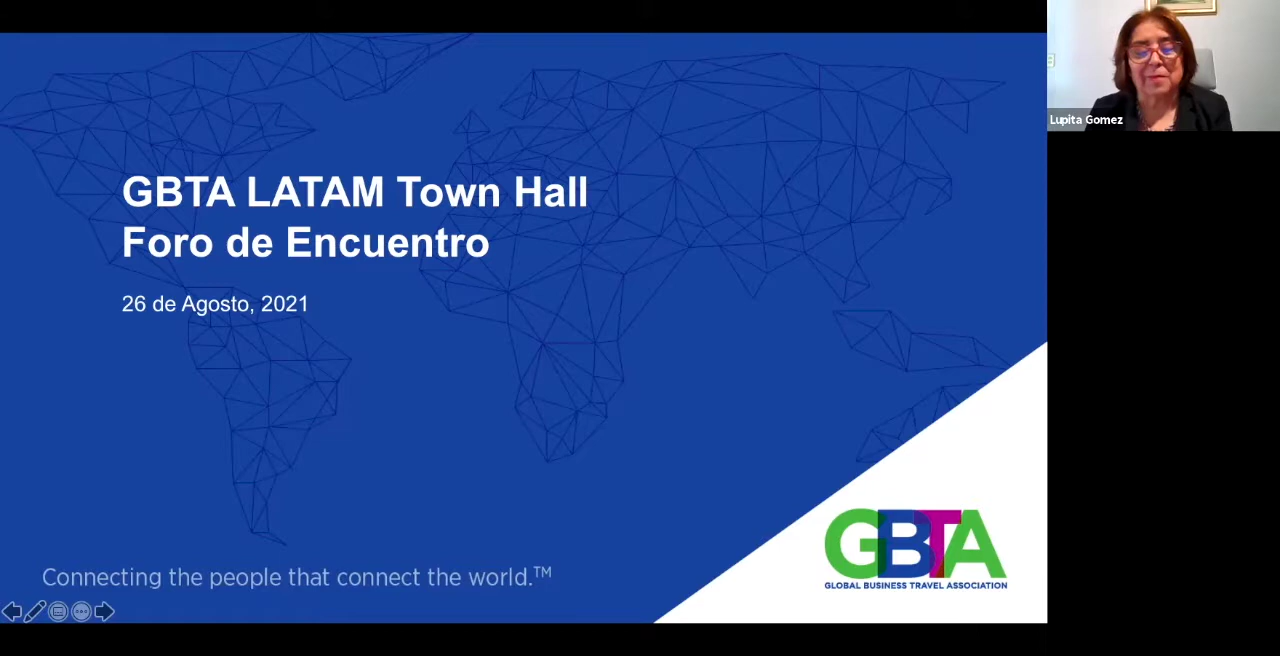 GBTA LATAM Town Hall
Foro de Encuentro
26 de Agosto, 2021
Connecting the people that connect the world.™
GBTA
GLOBAL BUSINESS TRAVEL ASSOCIATION
Lupita Gomez